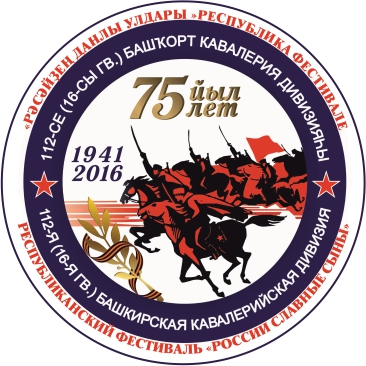 «РӘСӘЙЗЕҢ ДАНЛЫ УЛДАРЫ» РЕСПУБЛИКА ФЕСТИВАЛЕ
112-СЕ (16-СЫ ГВ.) БАШҠОРТ КАВАЛЕРИЯ ДИВИЗИЯҺЫ
75 йыл
лет
1941
2016
112-Я (16-Я ГВ.) БАШКИРСКАЯ КАВАЛЕРИЙСКАЯ ДИВИЗИЯ
РЕСПУБЛИКАНСКИЙ ФЕСТИВАЛЬ «РОССИИ СЛАВНЫЕ СЫНЫ»